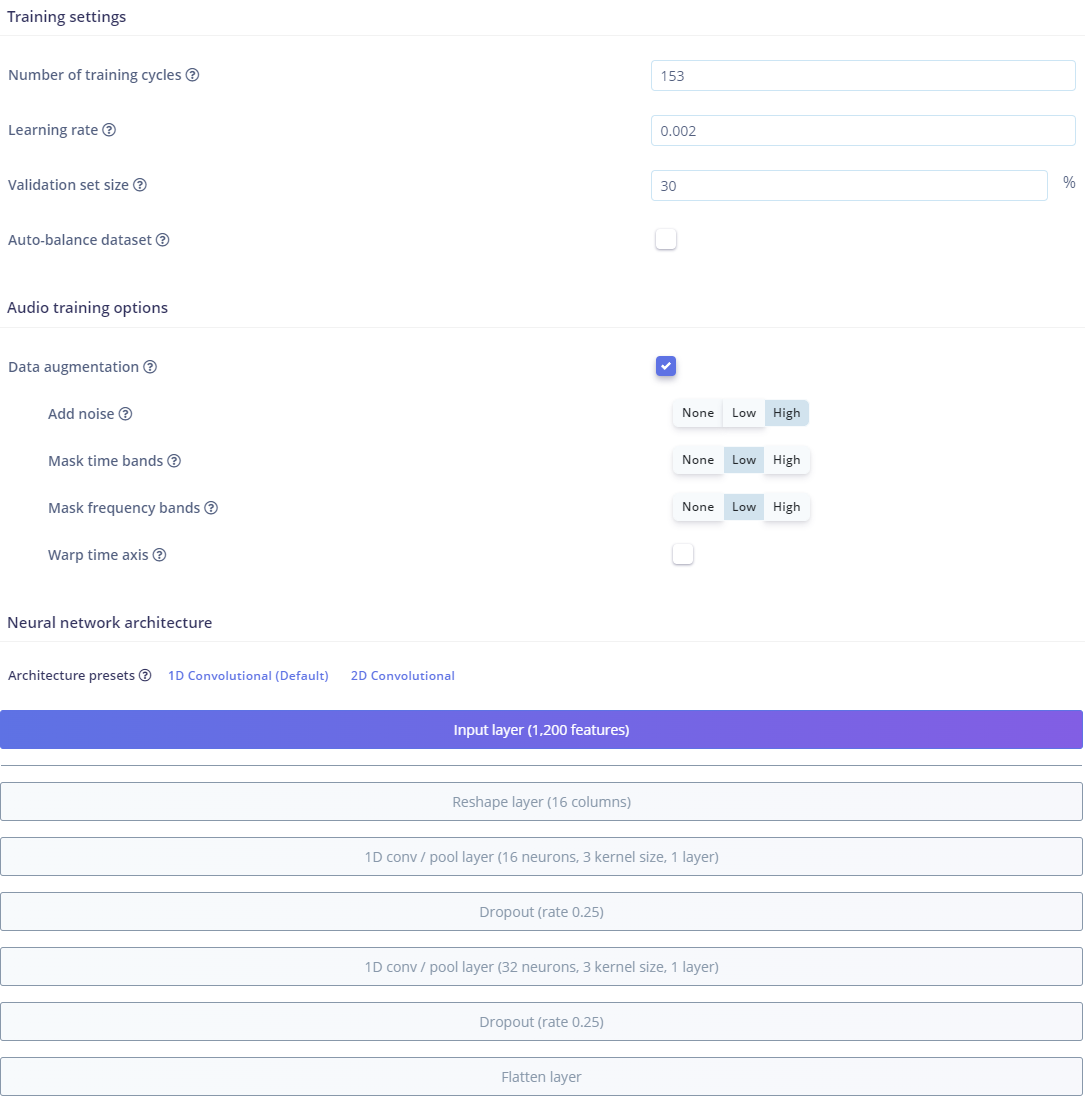 Training settings
Number of training cycles
153
Learning rate
0.002
Validation set size
30 %
Auto-balance dataset
Audio training options
Data augmentation
Add noise None Low High
Mask time bands None Low High
Mask frequency bands None Low High
Warp time axis
Neural network architecture
Architecture presets 1D Convolutional (Default) 2D Convolutional
Input layer (1,200 features)
Reshape layer (16 columns)
1D conv / pool layer (16 neurons, 3 kernel size, 1 layer)
Dropout (rate 0.25)
1D conv / pool layer (32 neurons, 3 kernel size, 1 layer)
Dropout (rate 0.25)
Flatten layer